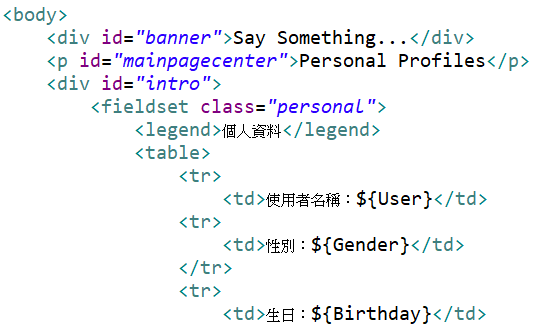 <body>
<div id="banner">Say Something...</div>
<p id="mainpagecenter">Personal Profiles</p>
<div id="intro">
<fieldset class="personal">
<legend>個人資料</legend>
<table>
<tr>
<td>使用者名稱：${User}</td>
<tr>
<td>性別：${Gender}</td>
</tr>
<tr>
<td>生日：${Birthday}</td>